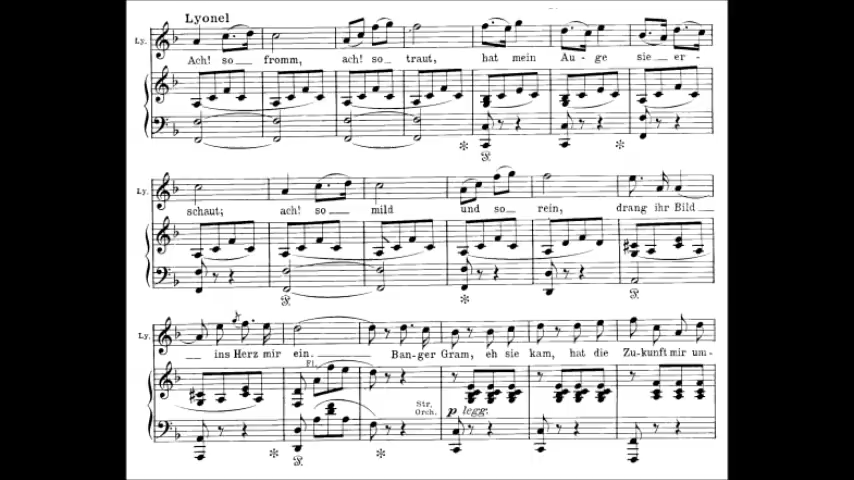 Lyonel
Ly.
Ach! so fromm, ach! so traut, hat mein Au-ge sie er-
Ly.
schaut; ach! so mild und so rein, drang ihr Bild
Ly.
ins Herz mir ein. Ban-ger Gram, eh sie kam, hat die Zu-kunft mir um-
Fl.
Str.
Orch.
p legg.